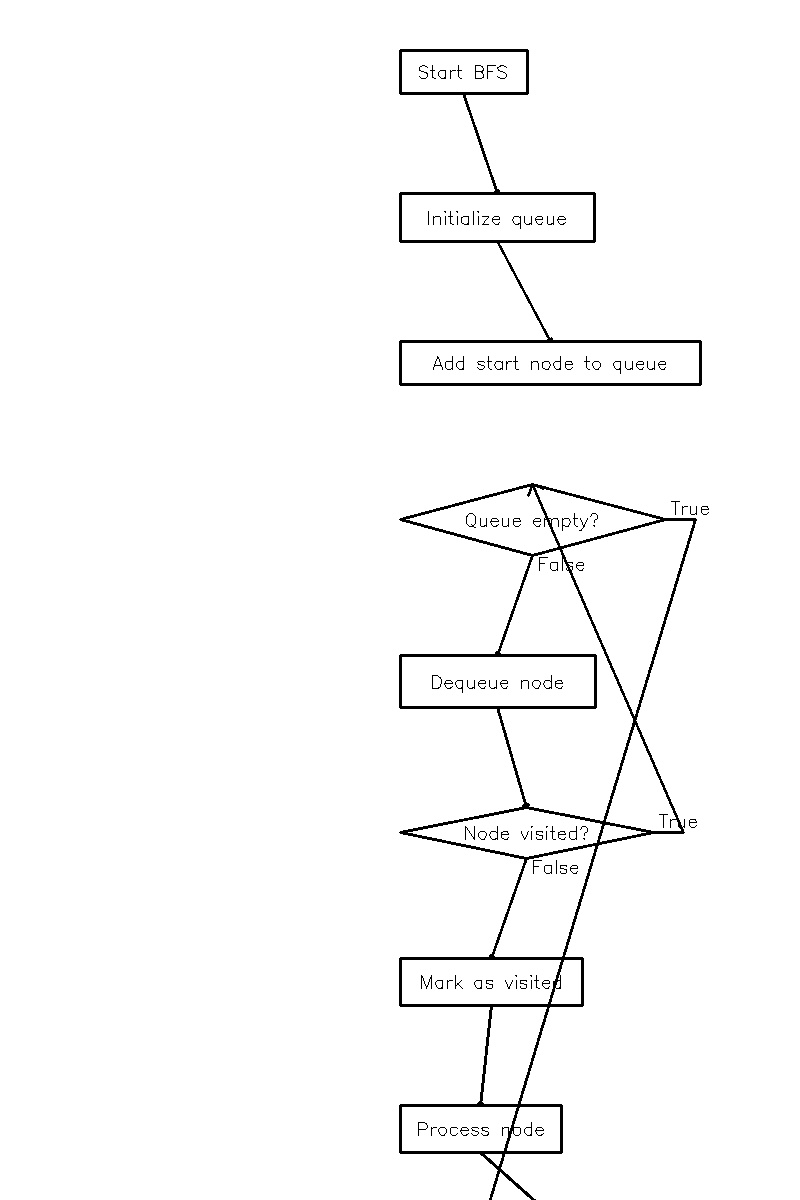 Start BFS
Initialize queue
Add start node to queue
True
Queue empty?
False
Dequeue node
True
Node visited?
False
Mark as visited
Process node